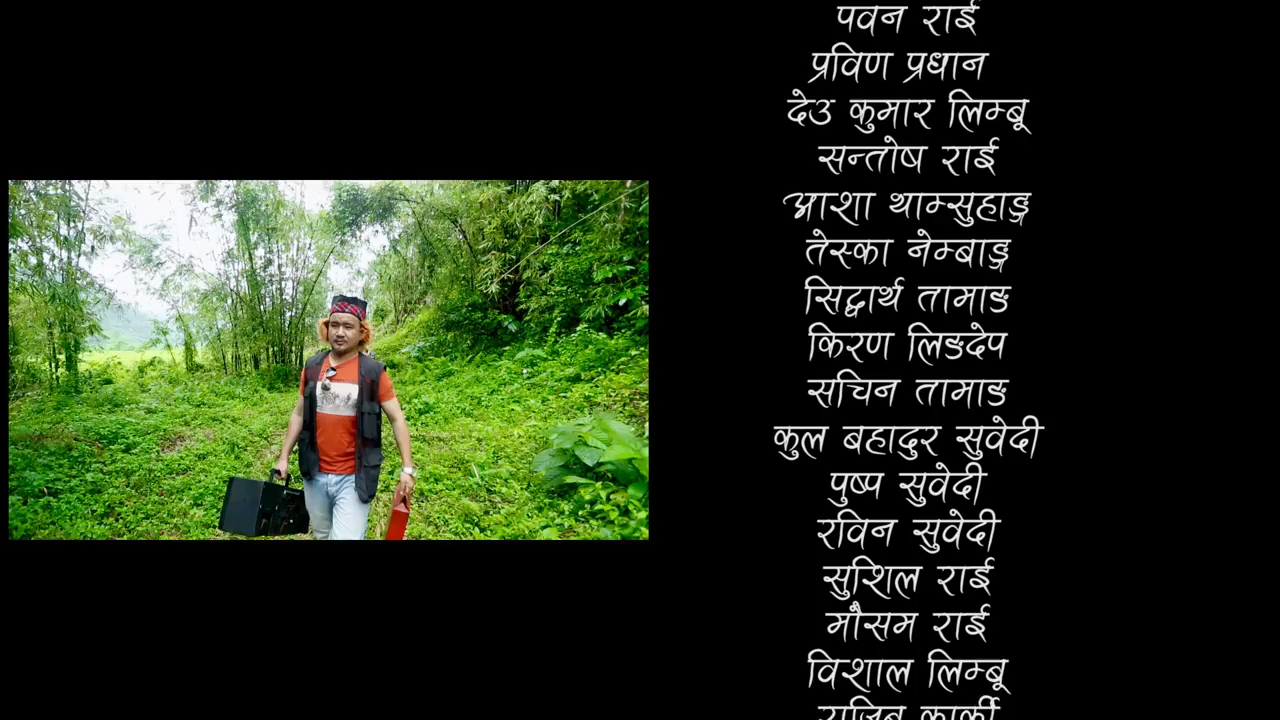 पवन राई
प्रविण प्रधान
देउ कुमार लिम्बू
सन्तोष राई
आशा थाम्सुहाङ्ग
तेस्का नेम्बाङ्ग
सिद्धार्थ तामाङ
किरण लिङदेप
सचिन तामाङ
कुल बहादुर सुवेदी
पुष्प सुवेदी
रविन सुवेदी
सुशिल राई
मौसम राई
विशाल लिम्बू